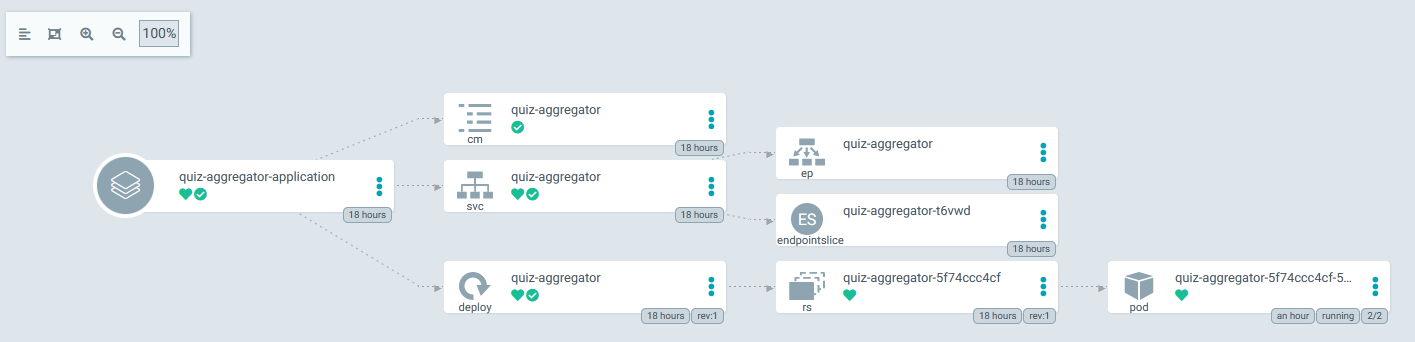 100%
quiz-aggregator-application
18 hours
cm
quiz-aggregator
18 hours
svc
quiz-aggregator
18 hours
deploy
quiz-aggregator
18 hours
rev:1
ep
quiz-aggregator
18 hours
ES
endpointslice
quiz-aggregator-t6vwd
18 hours
rs
quiz-aggregator-5f74ccc4cf
18 hours
rev:1
pod
quiz-aggregator-5f74ccc4cf-5...
an hour
running
2/2